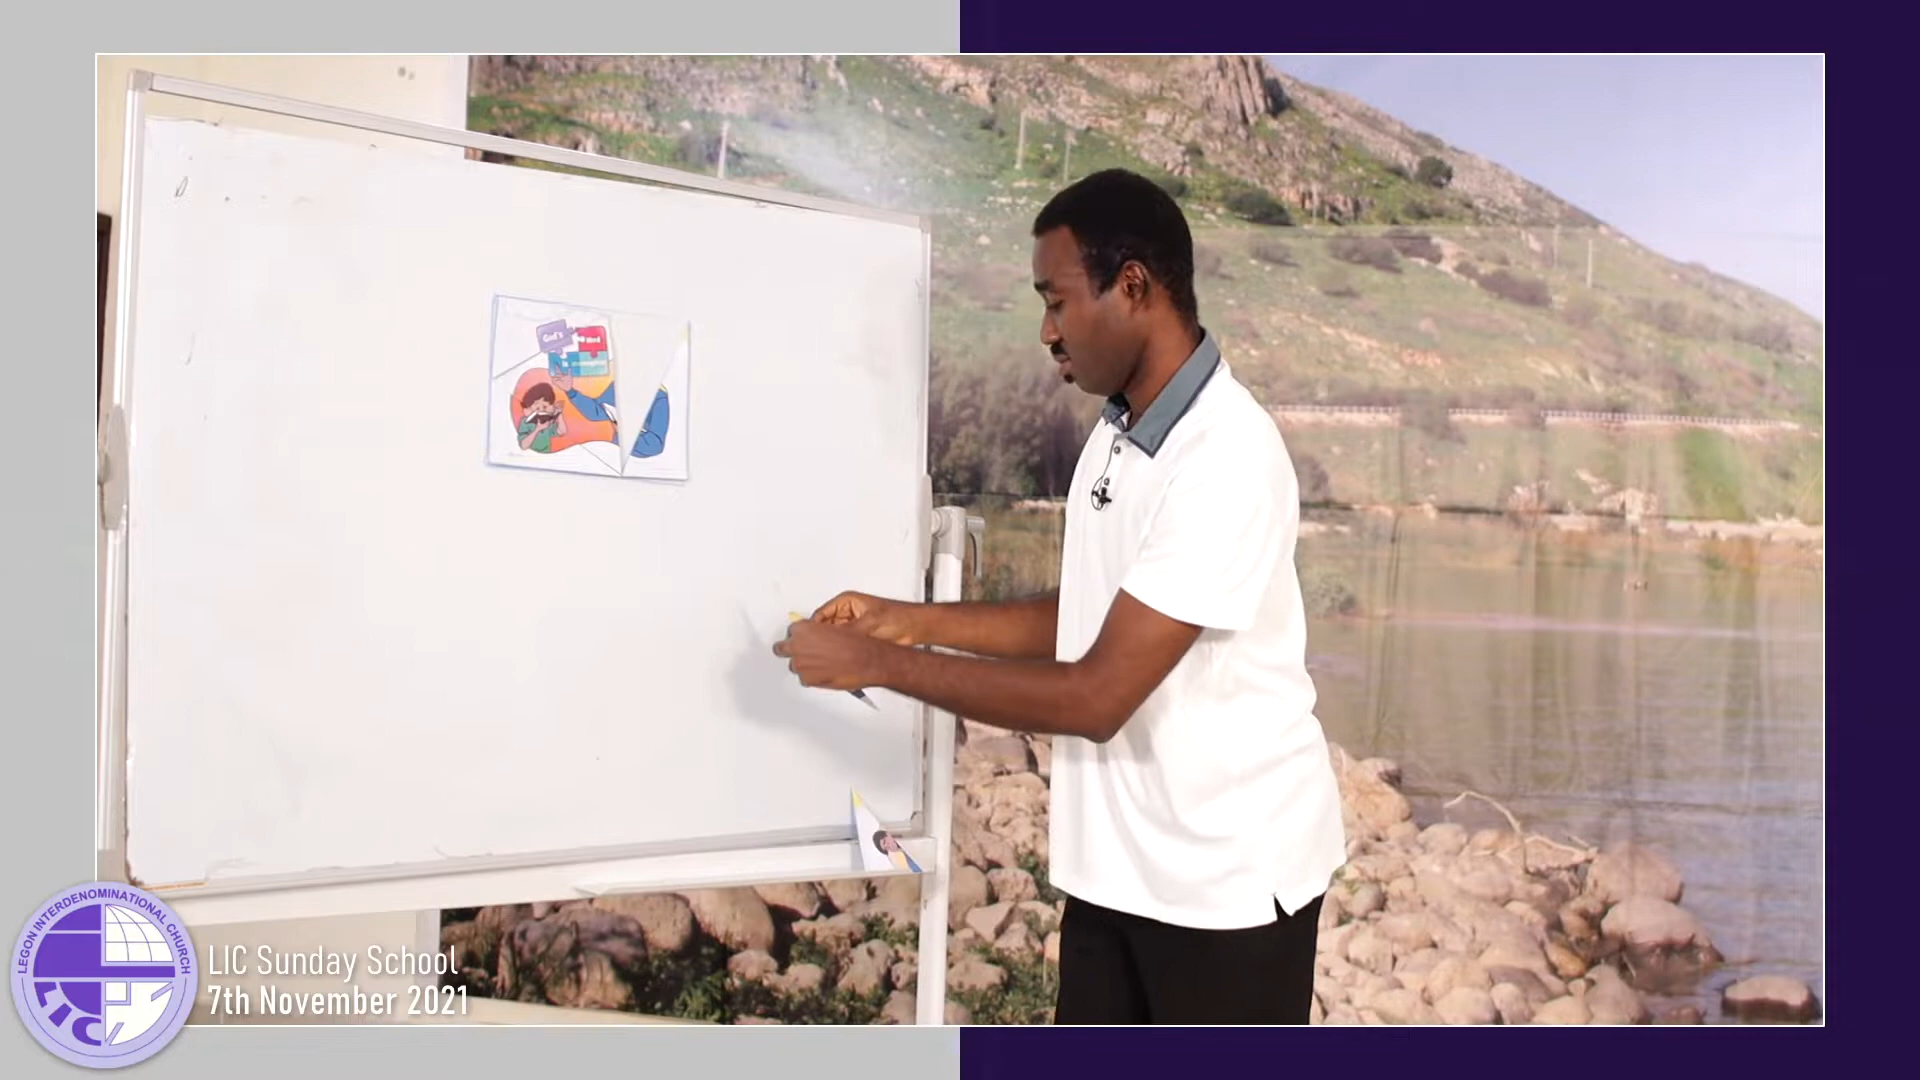 God's
LEGON INTERDENOMINATIONAL CHURCH
LIC
LIC Sunday School
7th November 2021